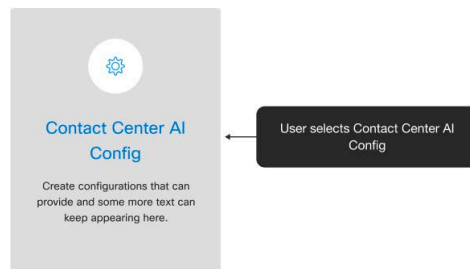 Contact Center AI
Config
Create configurations that can
provide and some more text can
keep appearing here.
User selects Contact Center AI
Config